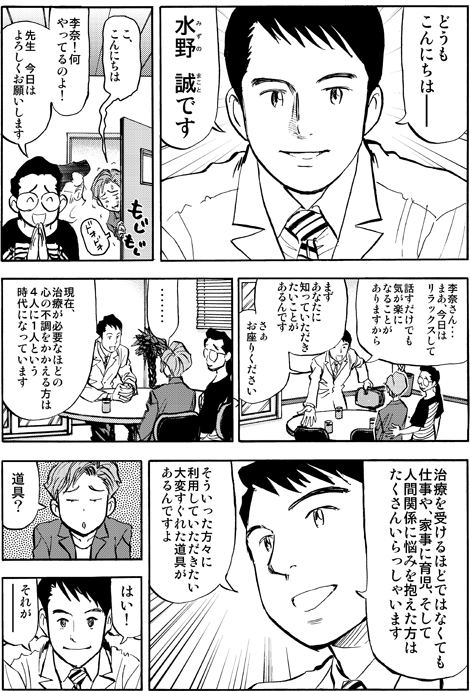 どうも
こんにちは──
水野 誠です
みずの まこと
こ、
こんにちは
李奈!何
やってるのよ!
先生 今日は
よろしくお願いします
ドキドキ
もじもじ
李奈さん…
まあ、今日は
リラックスして
話すだけでも
気が楽に
なることが
ありますから
まず
あなたに
知っていただき
たいことが
あるんです
さぁ
お座りください
………
現在、
治療が必要なほどの
心の不調をかかえる方は
4人に1人という
時代になっています
治療を受けるほどではなくても
仕事や、家事に育児、そして
人間関係に悩みを抱えた方は
たくさんいらっしゃいます
そういった方々に
利用していただきたい
大変すぐれた道具が
あるんですよ
道具?
はい!
それが
──